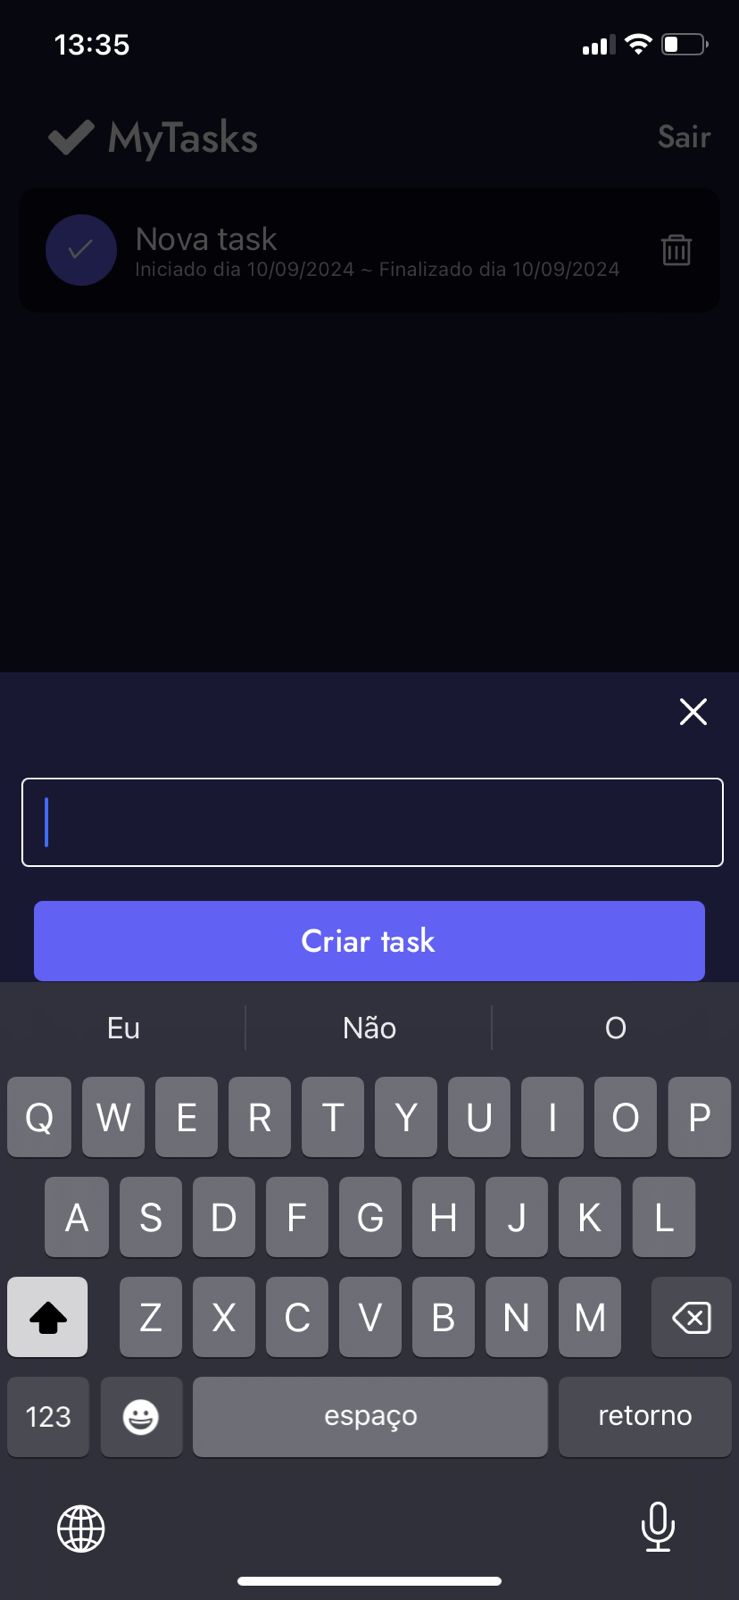 13:35
MyTasks
Sair
Nova task
Iniciado dia 10/09/2024 ~ Finalizado dia 10/09/2024
Criar task
Eu Não O
Q W E R T Y U I O P
A S D F G H J K L
Z X C V B N M
123 espaço retorno